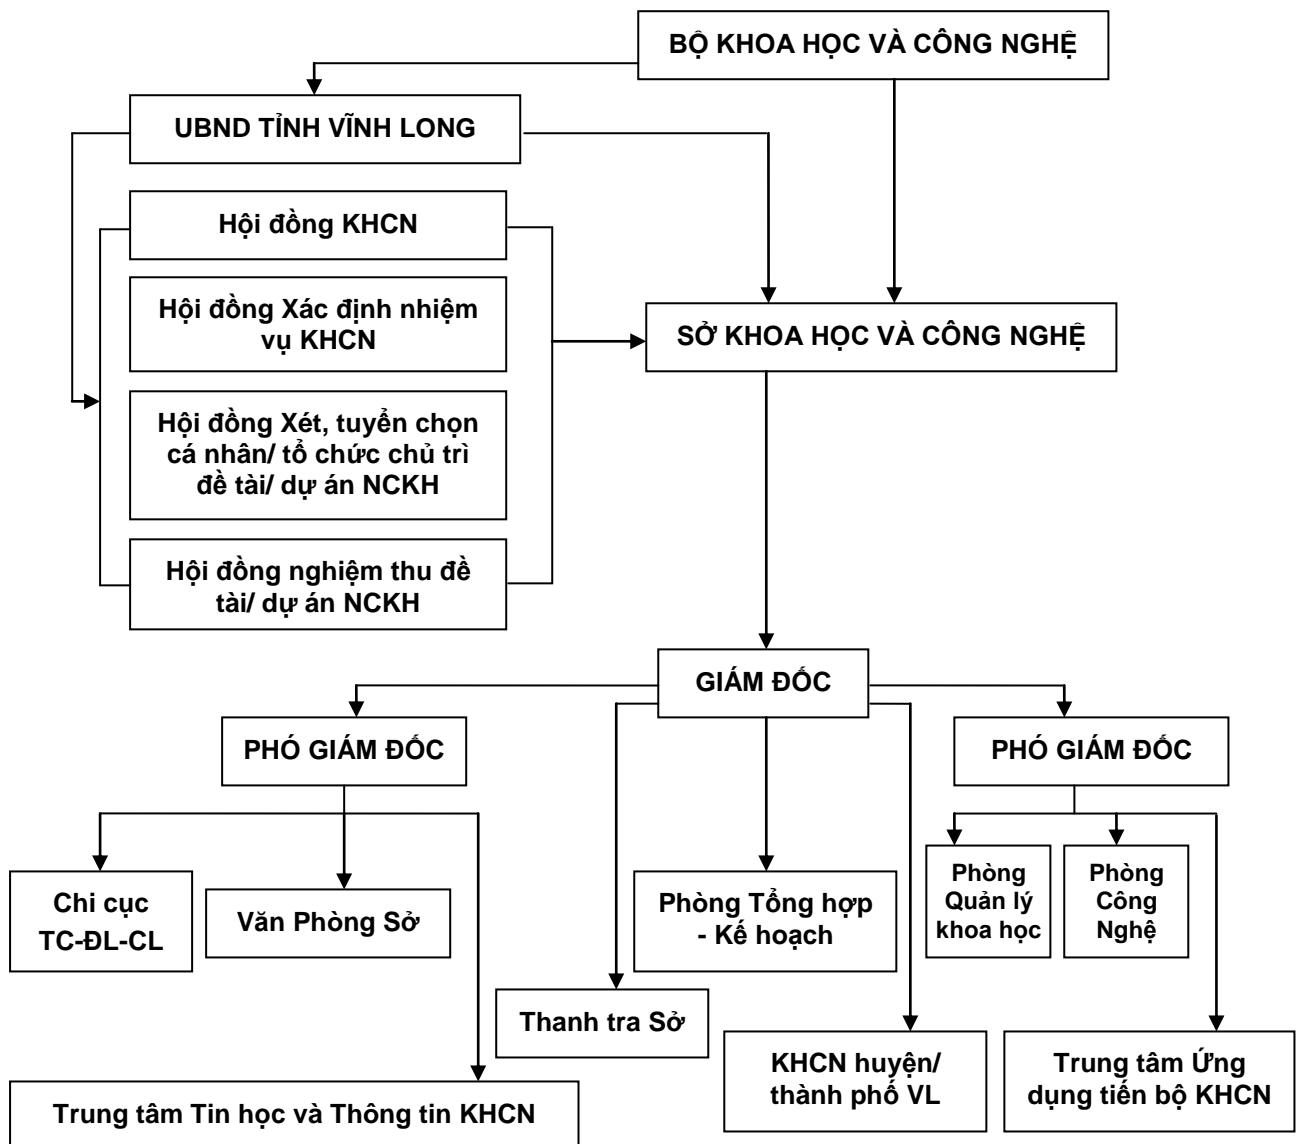 BỘ KHOA HỌC VÀ CÔNG NGHỆ
UBND TỈNH VĨNH LONG
Hội đồng KHCN
Hội đồng Xác định nhiệm
vụ KHCN
SỞ KHOA HỌC VÀ CÔNG NGHỆ
Hội đồng Xét, tuyển chọn
cá nhân/ tổ chức chủ trì
đề tài/ dự án NCKH
Hội đồng nghiệm thu đề
tài/ dự án NCKH
GIÁM ĐỐC
PHÓ GIÁM ĐỐC
PHÓ GIÁM ĐỐC
Chi cục
TC-ĐL-CL
Văn Phòng Sở
Phòng Tổng hợp
- Kế hoạch
Phòng
Quản lý
khoa học
Phòng
Công
Nghệ
Thanh tra Sở
KHCN huyện/
thành phố VL
Trung tâm Ứng
dụng tiến bộ KHCN
Trung tâm Tin học và Thông tin KHCN